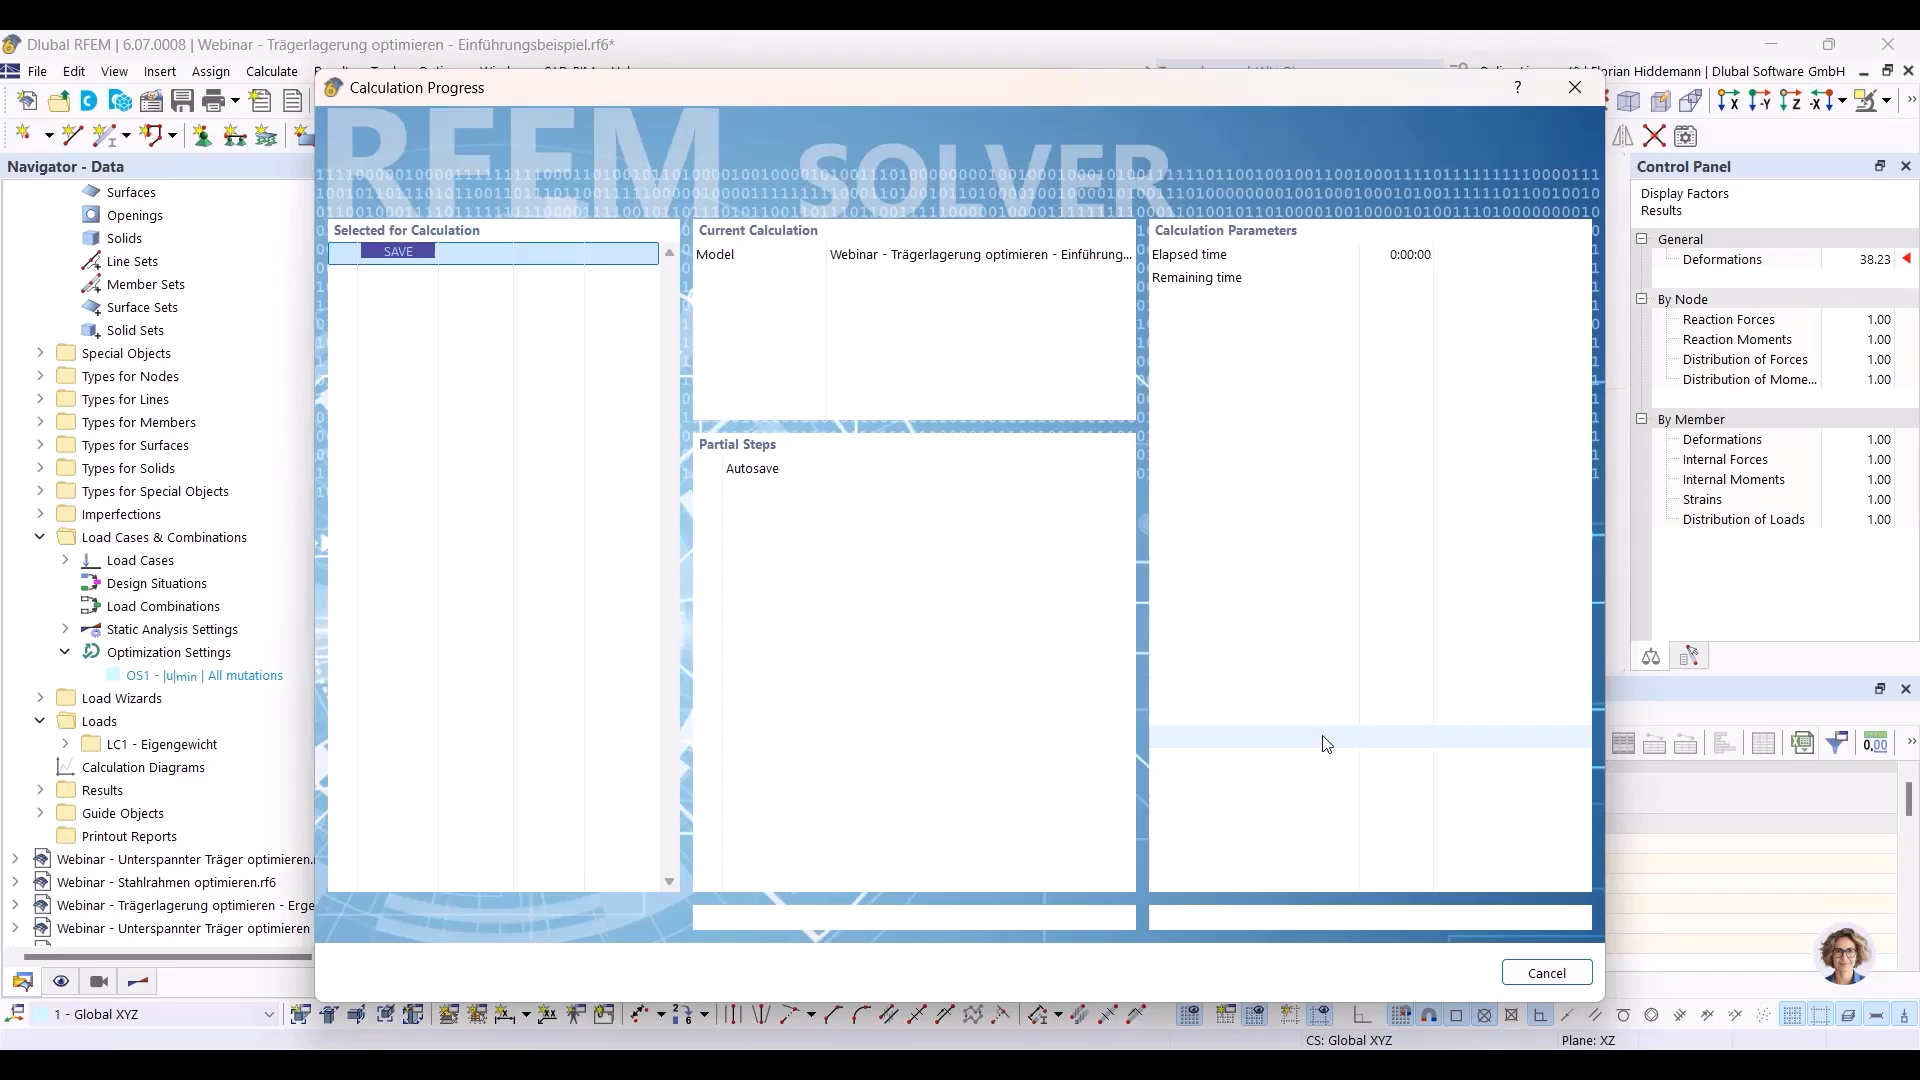 Dlubal RFEM | 6.07.0008 | Webinar - Trägerlagerung optimieren - Einführungsbeispiel.rf6*
File Edit View Insert Assign Calculate
Florian Hiddemann | Dlubal Software GmbH
Calculation Progress
RFEM SOLVER
Navigator - Data
Surfaces
Openings
Solids
Line Sets
Member Sets
Surface Sets
Solid Sets
Special Objects
Types for Nodes
Types for Lines
Types for Members
Types for Surfaces
Types for Solids
Types for Special Objects
Imperfections
Load Cases & Combinations
Load Cases
Design Situations
Load Combinations
Static Analysis Settings
Optimization Settings
OS1 - |u|min | All mutations
Load Wizards
Loads
LC1 - Eigengewicht
Calculation Diagrams
Results
Guide Objects
Printout Reports
Webinar - Unterspannter Träger optimieren.
Webinar - Stahlrahmen optimieren.rf6
Webinar - Trägerlagerung optimieren - Erge
Webinar - Unterspannter Träger optimieren
Selected for Calculation
SAVE
Current Calculation
Model Webinar - Trägerlagerung optimieren - Einführung...
Partial Steps
Autosave
Calculation Parameters
Elapsed time 0:00:00
Remaining time
Cancel
Control Panel
Display Factors
Results
General
Deformations 38.23
By Node
Reaction Forces 1.00
Reaction Moments 1.00
Distribution of Forces 1.00
Distribution of Mome... 1.00
By Member
Deformations 1.00
Internal Forces 1.00
Internal Moments 1.00
Strains 1.00
Distribution of Loads 1.00
1 - Global XYZ
CS: Global XYZ
Plane: XZ